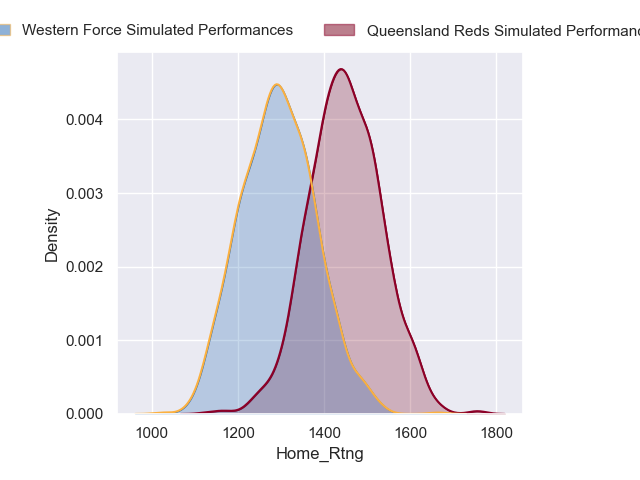 Western Force Simulated Performances Queensland Reds Simulated
0.004
0.003
0.002
0.001
0.000
Density
1000 1200 1400 1600 1800
Home_Rtng